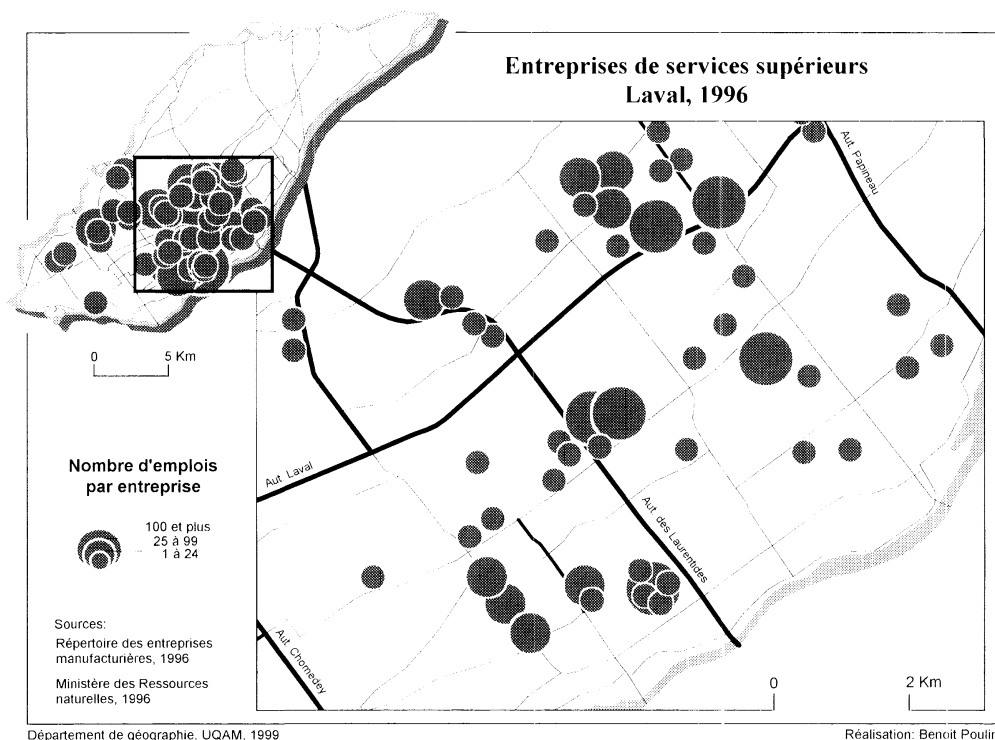 Entreprises de services supérieurs
Laval, 1996
Aut. Papineau
0 5 Km
Aut. Laval
Aut. des Laurentides
Aut. Chomedey
Nombre d'emplois
par entreprise
100 et plus
25 à 99
1 à 24
Sources:
Répertoire des entreprises
manufacturières, 1996
Ministère des Ressources
naturelles, 1996
0 2 Km
Département de géographie, UQAM, 1999
Réalisation: Benoit Poulin